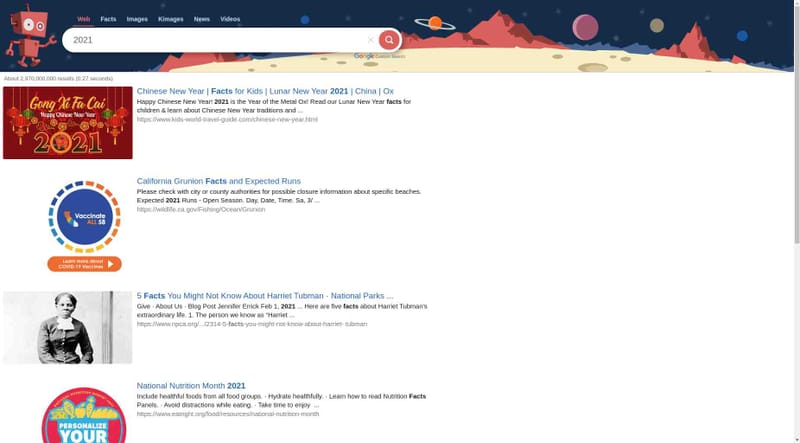 Web Facts Images Kimages News Videos
2021
Google Custom Search
About 2,970,000,000 results (0.27 seconds)
Gong Xi Fa Cai
Happy Chinese New Year
2021
Chinese New Year | Facts for Kids | Lunar New Year 2021 | China | Ox
Happy Chinese New Year! 2021 is the Year of the Metal Ox! Read our Lunar New Year facts for
children & learn about Chinese New Year traditions and ...
https://www.kids-world-travel-guide.com/chinese-new-year.html
Vaccinate
ALL 58
Learn more about
COVID-19 Vaccines
California Grunion Facts and Expected Runs
Please check with city or county authorities for possible closure information about specific beaches.
Expected 2021 Runs - Open Season. Day, Date, Time. Sa, 3/ ...
https://wildlife.ca.gov/Fishing/Ocean/Grunion
5 Facts You Might Not Know About Harriet Tubman · National Parks ...
Give · About Us · Blog Post Jennifer Errick Feb 1, 2021 ... Here are five facts about Harriet Tubman's
extraordinary life. 1. The person we know as "Harriet ...
https://www.npca.org/.../2314-5-facts-you-might-not-know-about-harriet- tubman
National Nutrition Month 2021
Include healthful foods from all food groups. · Hydrate healthfully. · Learn how to read Nutrition Facts
Panels. · Avoid distractions while eating. · Take time to enjoy ...
https://www.eatright.org/food/resources/national-nutrition-month
PERSONALIZE
YOUR